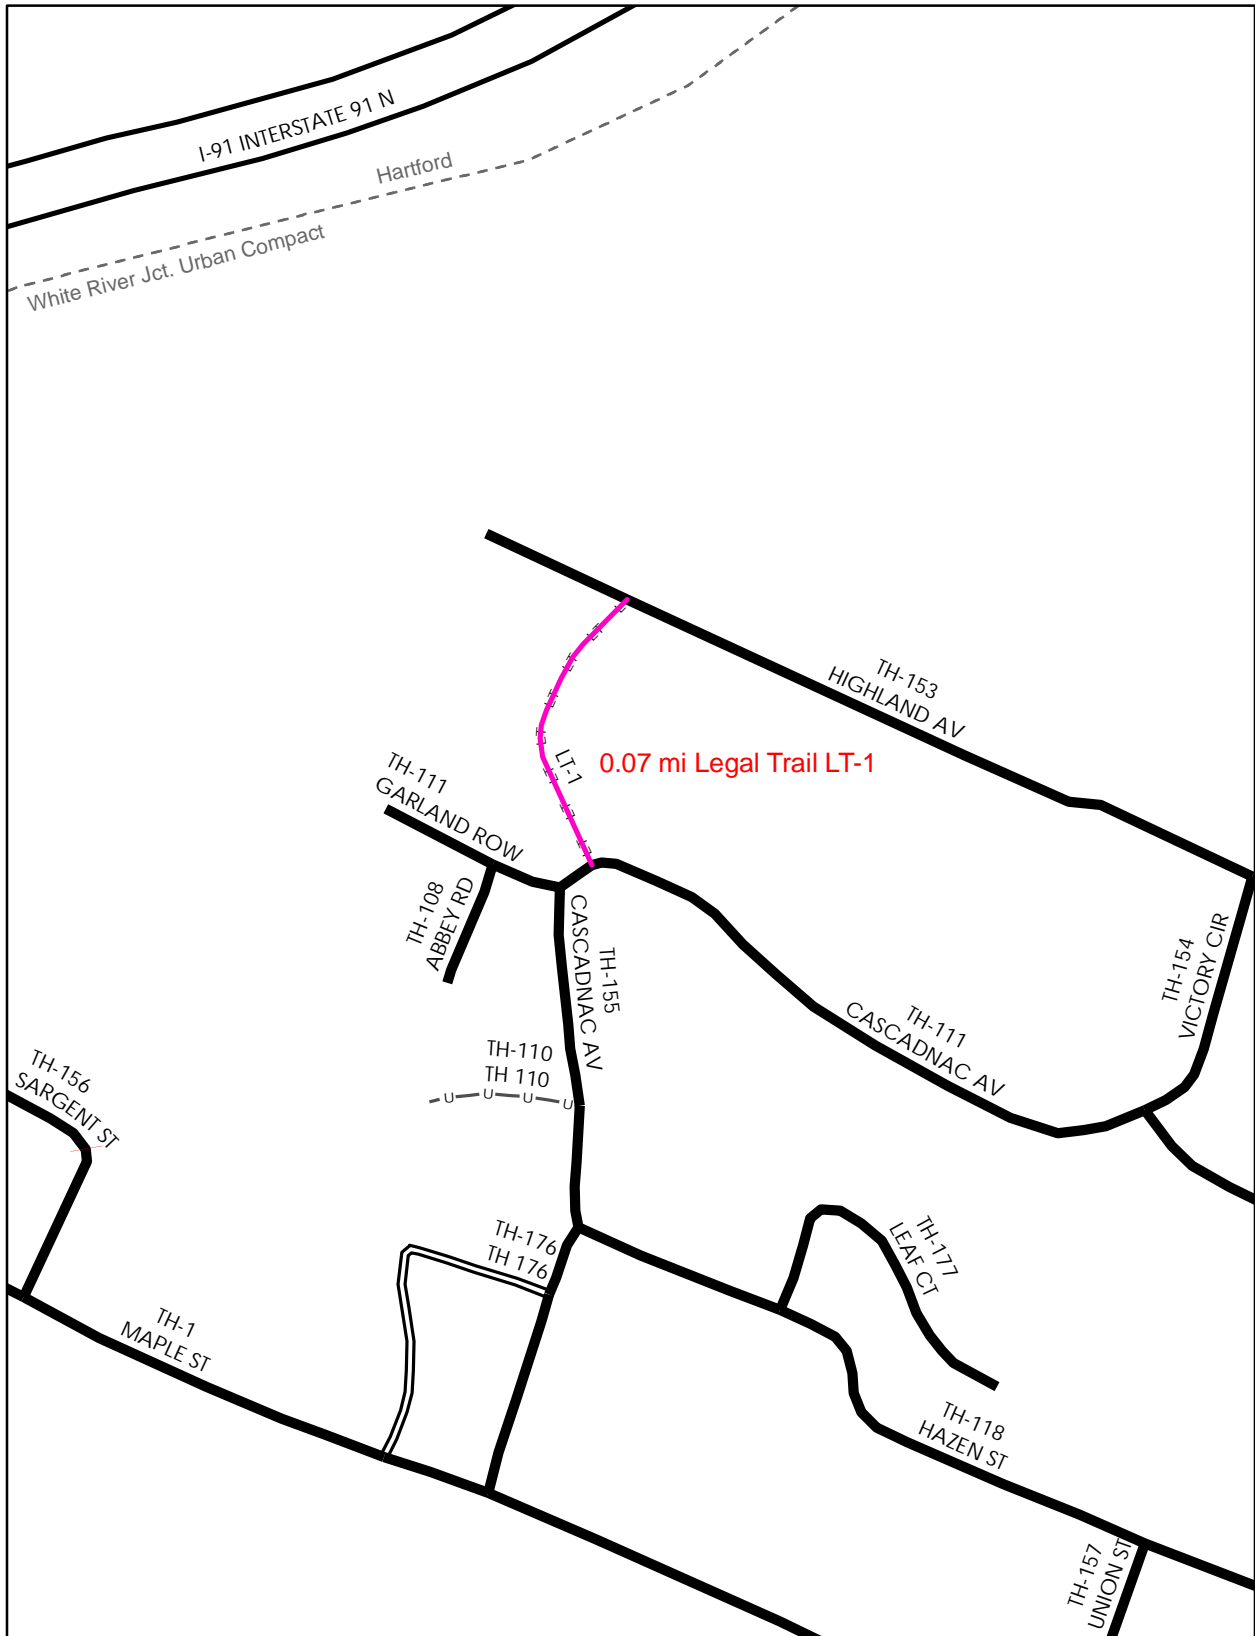 I-91 INTERSTATE 91 N
Hartford
White River Jct. Urban Compact
TH-153
HIGHLAND AV
LT-1
0.07 mi Legal Trail LT-1
TH-111
GARLAND ROW
TH-108
ABBEY RD
TH-155
CASCADNAC AV
TH-154
VICTORY CIR
TH-111
CASCADNAC AV
TH-110
TH 110
U U U U
TH-156
SARGENT ST
TH-176
TH 176
TH-177
LEAF CT
TH-1
MAPLE ST
TH-118
HAZEN ST
TH-157
UNION ST